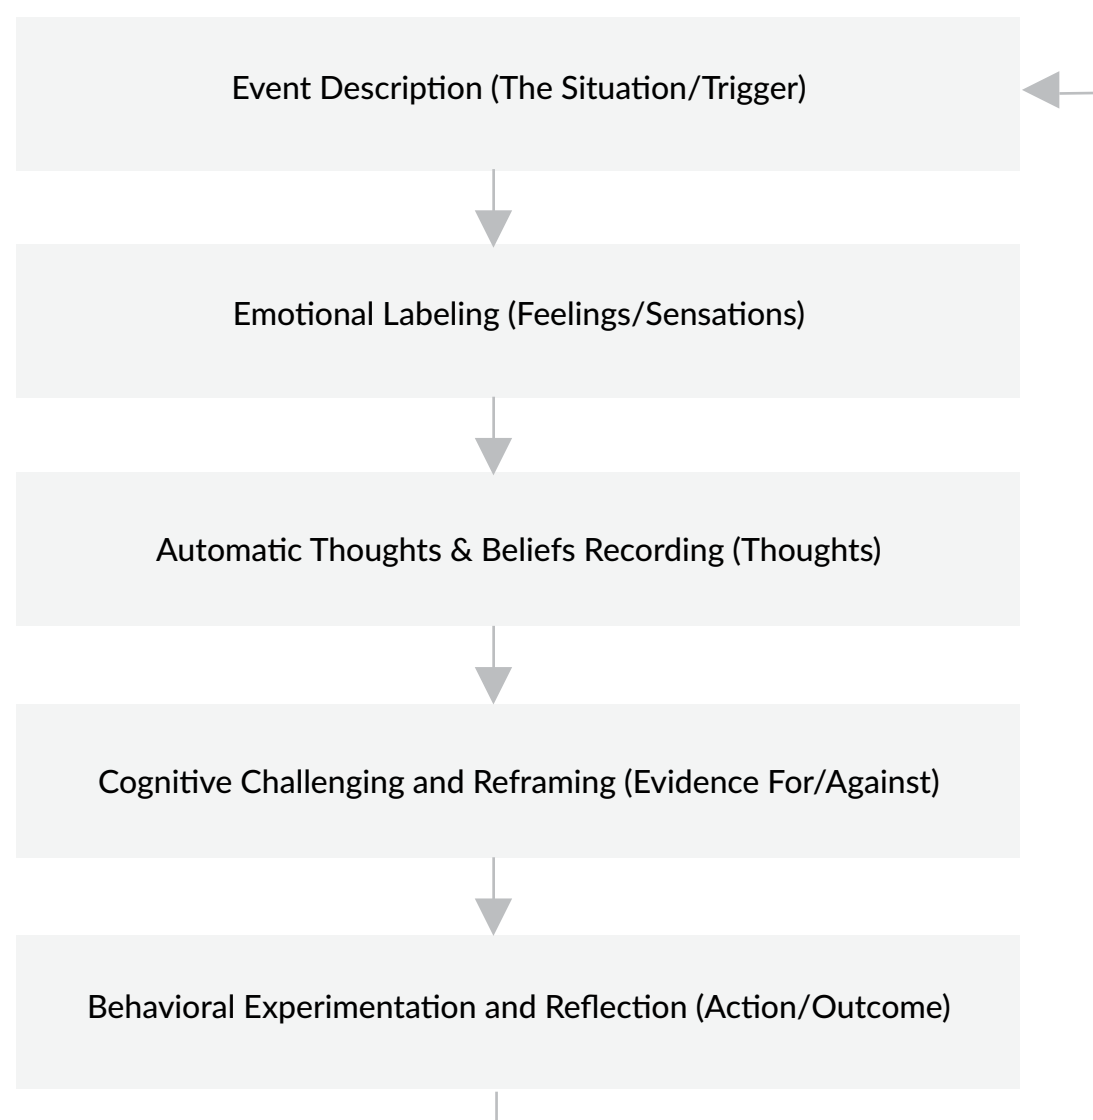 Event Description (The Situation/Trigger)
Emotional Labeling (Feelings/Sensations)
Automatic Thoughts & Beliefs Recording (Thoughts)
Cognitive Challenging and Reframing (Evidence For/Against)
Behavioral Experimentation and Reflection (Action/Outcome)